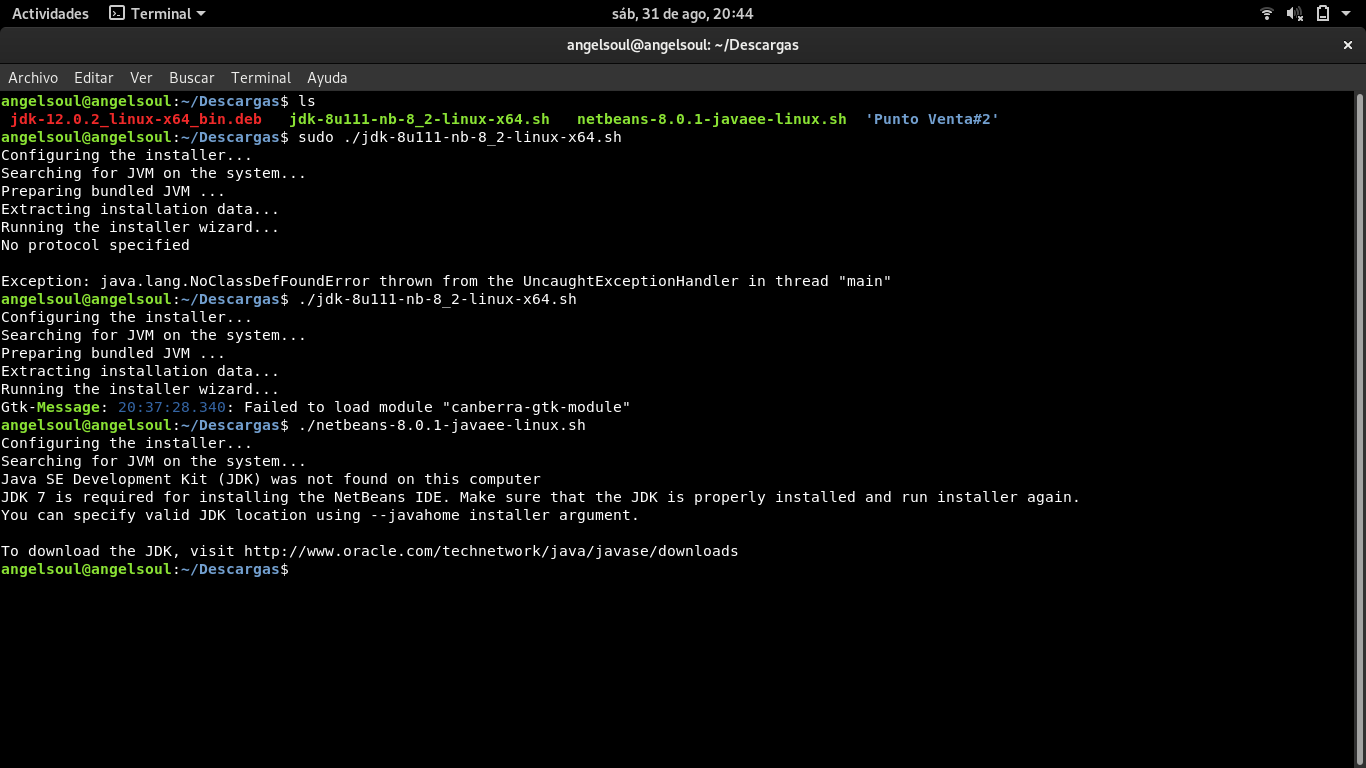 Actividades Terminal sáb, 31 de ago, 20:44
angelsoul@angelsoul: ~/Descargas ×
Archivo Editar Ver Buscar Terminal Ayuda
angelsoul@angelsoul:~/Descargas$ ls
jdk-12.0.2_linux-x64_bin.deb jdk-8u111-nb-8_2-linux-x64.sh netbeans-8.0.1-javaee-linux.sh 'Punto Venta#2'
angelsoul@angelsoul:~/Descargas$ sudo ./jdk-8u111-nb-8_2-linux-x64.sh
Configuring the installer...
Searching for JVM on the system...
Preparing bundled JVM ...
Extracting installation data...
Running the installer wizard...
No protocol specified
Exception: java.lang.NoClassDefFoundError thrown from the UncaughtExceptionHandler in thread "main"
angelsoul@angelsoul:~/Descargas$ ./jdk-8u111-nb-8_2-linux-x64.sh
Configuring the installer...
Searching for JVM on the system...
Preparing bundled JVM ...
Extracting installation data...
Running the installer wizard...
Gtk-Message: 20:37:28.340: Failed to load module "canberra-gtk-module"
angelsoul@angelsoul:~/Descargas$ ./netbeans-8.0.1-javaee-linux.sh
Configuring the installer...
Searching for JVM on the system...
Java SE Development Kit (JDK) was not found on this computer
JDK 7 is required for installing the NetBeans IDE. Make sure that the JDK is properly installed and run installer again.
You can specify valid JDK location using --javahome installer argument.
To download the JDK, visit http://www.oracle.com/technetwork/java/javase/downloads
angelsoul@angelsoul:~/Descargas$